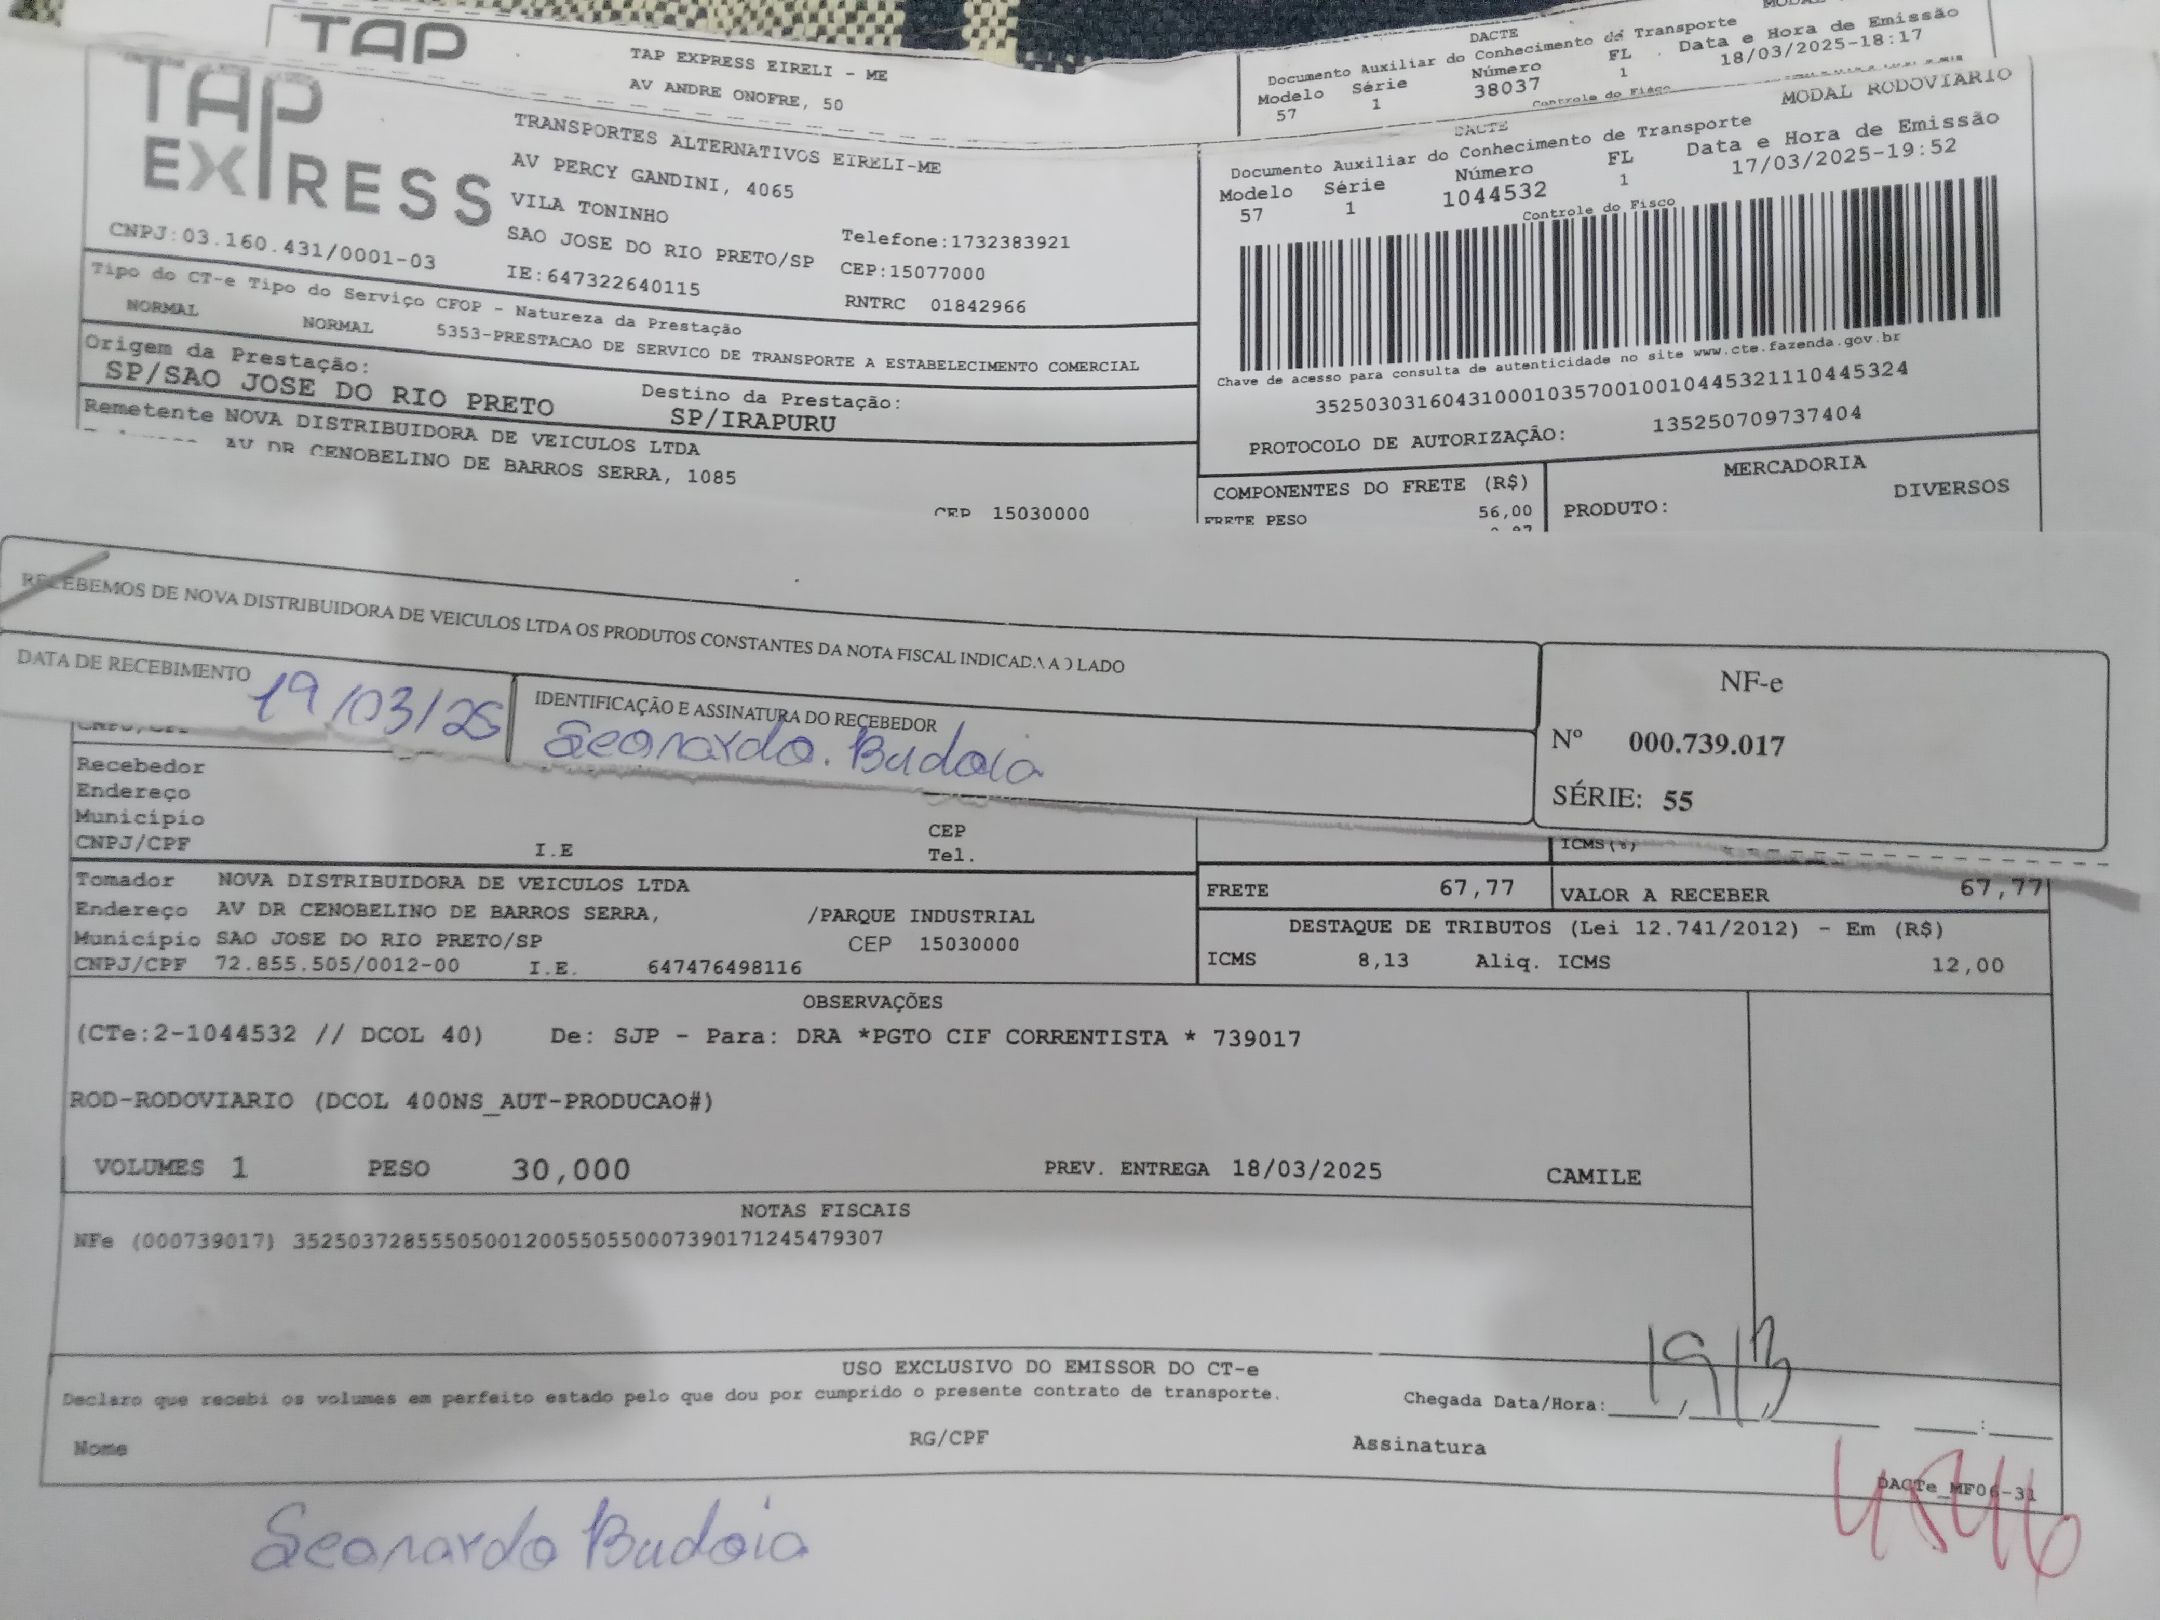 TAP
TAP EXPRESS EIRELI - ME
AV ANDRE ONOFRE, 50
DACTE
Documento Auxiliar do Conhecimento de Transporte
Modelo Série Número FL Data e Hora de Emissão
57 1 38037 1 18/03/2025-18:17
Controle do Fisco
TAP
EXPRESS
CNPJ:03.160.431/0001-03
TRANSPORTES ALTERNATIVOS EIRELI-ME
AV PERCY GANDINI, 4065
VILA TONINHO
SAO JOSE DO RIO PRETO/SP
IE:647322640115
Telefone:1732383921
CEP:15077000
RNTRC 01842966
DACTE
MODAL RODOVIARIO
Documento Auxiliar do Conhecimento de Transporte
Modelo Série Número FL Data e Hora de Emissão
57 1 1044532 1 17/03/2025-19:52
Controle do Fisco
Tipo do CT-e Tipo do Serviço CFOP - Natureza da Prestação
NORMAL NORMAL 5353-PRESTACAO DE SERVICO DE TRANSPORTE A ESTABELECIMENTO COMERCIAL
Origem da Prestação: Destino da Prestação:
SP/SAO JOSE DO RIO PRETO SP/IRAPURU
Chave de acesso para consulta de autenticidade no site www.cte.fazenda.gov.br
35250303160431000103570010010445321110445324
PROTOCOLO DE AUTORIZAÇÃO: 135250709737404
Remetente NOVA DISTRIBUIDORA DE VEICULOS LTDA
AV DR CENOBELINO DE BARROS SERRA, 1085
CEP 15030000
COMPONENTES DO FRETE (R$)
FRETE PESO 56,00
MERCADORIA
PRODUTO: DIVERSOS
RECEBEMOS DE NOVA DISTRIBUIDORA DE VEICULOS LTDA OS PRODUTOS CONSTANTES DA NOTA FISCAL INDICADA AO LADO
DATA DE RECEBIMENTO
19/03/25
IDENTIFICAÇÃO E ASSINATURA DO RECEBEDOR
Leonardo. Budoia
NF-e
Nº 000.739.017
SÉRIE: 55
Recebedor
Endereço
Município CEP
CNPJ/CPF I.E Tel.
Tomador NOVA DISTRIBUIDORA DE VEICULOS LTDA
Endereço AV DR CENOBELINO DE BARROS SERRA, /PARQUE INDUSTRIAL
Município SAO JOSE DO RIO PRETO/SP CEP 15030000
CNPJ/CPF 72.855.505/0012-00 I.E. 647476498116
FRETE 67,77 VALOR A RECEBER 67,77
DESTAQUE DE TRIBUTOS (Lei 12.741/2012) - Em (R$)
ICMS 8,13 Aliq. ICMS 12,00
OBSERVAÇÕES
(CTe:2-1044532 // DCOL 40) De: SJP - Para: DRA *PGTO CIF CORRENTISTA * 739017
ROD-RODOVIARIO (DCOL 400NS_AUT-PRODUCAO#)
VOLUMES 1 PESO 30,000 PREV. ENTREGA 18/03/2025 CAMILE
NOTAS FISCAIS
NFe (000739017) 35250372855505001200550550007390171245479307
USO EXCLUSIVO DO EMISSOR DO CT-e
Declaro que recebi os volumes em perfeito estado pelo que dou por cumprido o presente contrato de transporte.
Chegada Data/Hora: 19/3
Nome RG/CPF Assinatura
DACTe_MF06-31
Leonardo Budoia